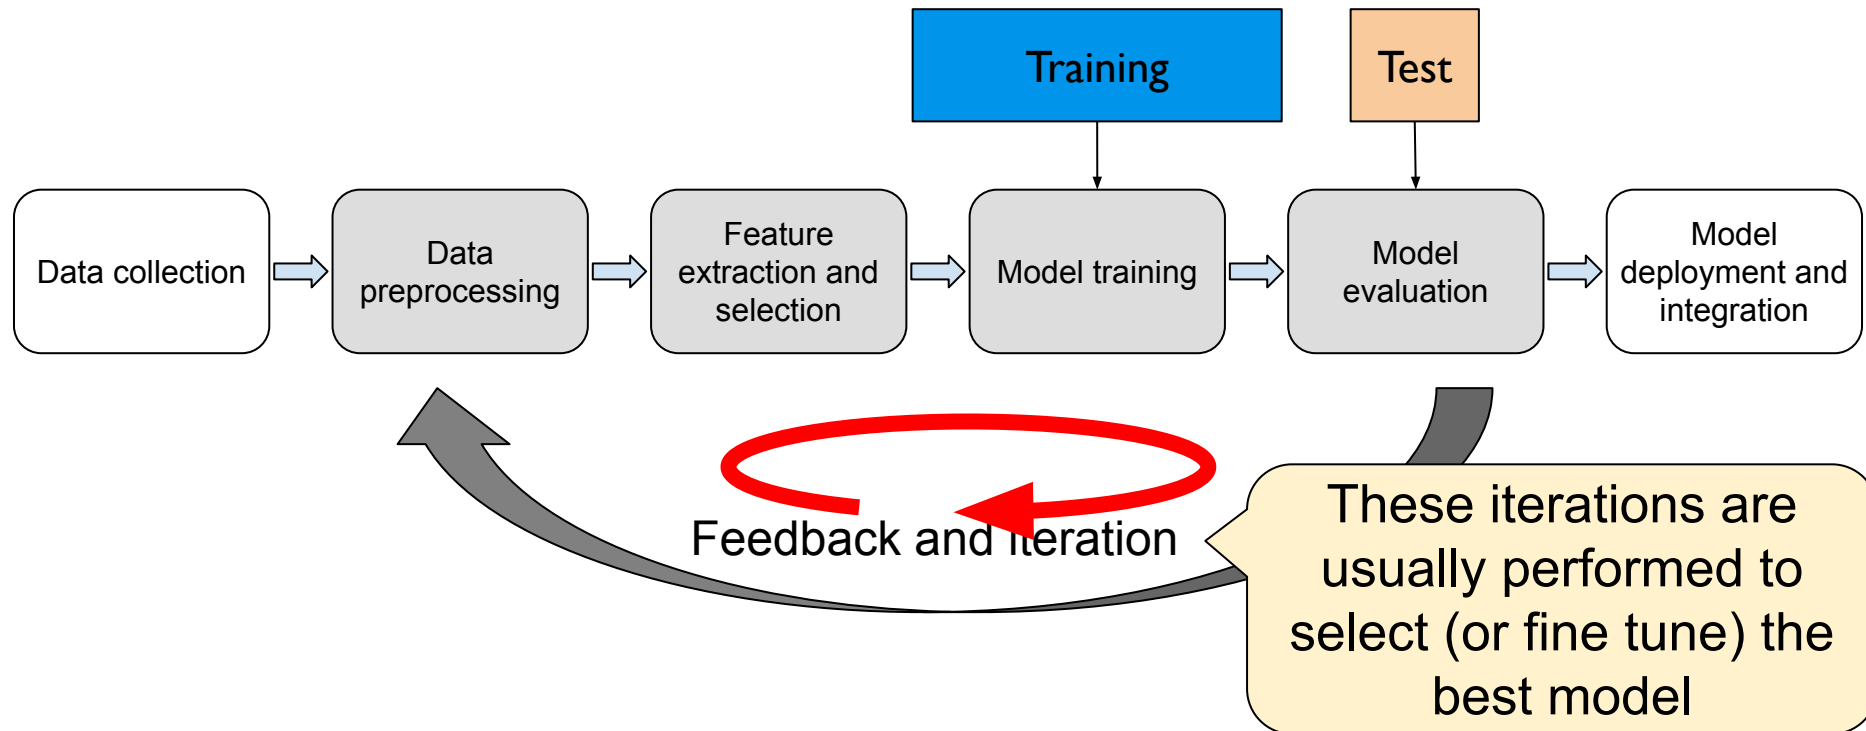 Training
Test
Data collection
Data
preprocessing
Feature
extraction and
selection
Model training
Model
evaluation
Model
deployment and
integration
Feedback and iteration
These iterations are
usually performed to
select (or fine tune) the
best model